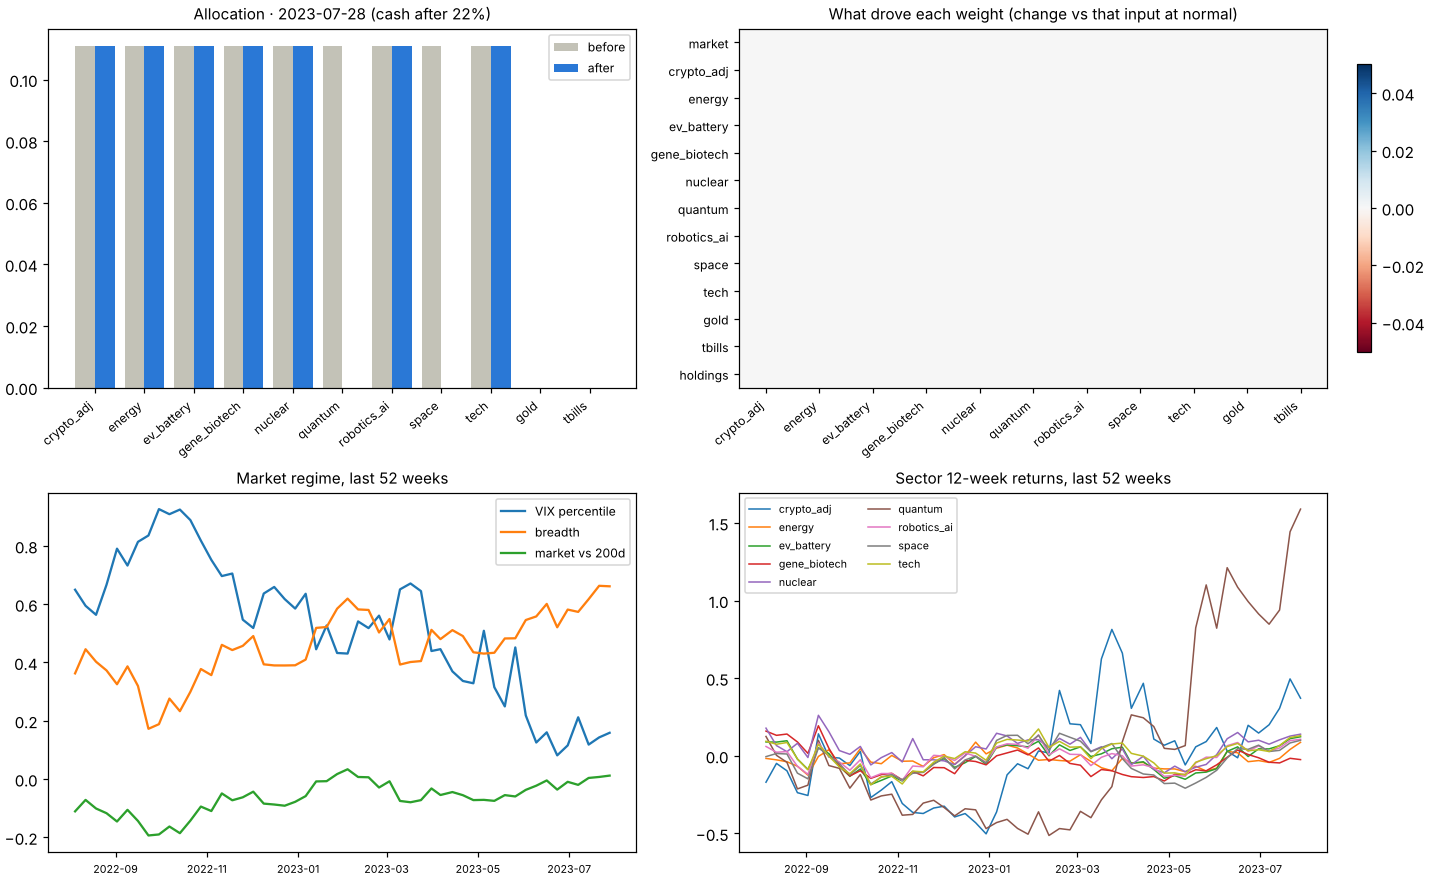 Allocation · 2023-07-28 (cash after 22%)
before
after
0.10
0.08
0.06
0.04
0.02
0.00
crypto_adj
energy
ev_battery
gene_biotech
nuclear
quantum
robotics_ai
space
tech
gold
tbills
What drove each weight (change vs that input at normal)
market
crypto_adj
energy
ev_battery
gene_biotech
nuclear
quantum
robotics_ai
space
tech
gold
tbills
holdings
crypto_adj
energy
ev_battery
gene_biotech
nuclear
quantum
robotics_ai
space
tech
gold
tbills
0.04
0.02
0.00
−0.02
−0.04
Market regime, last 52 weeks
VIX percentile
breadth
market vs 200d
0.8
0.6
0.4
0.2
0.0
−0.2
2022-09
2022-11
2023-01
2023-03
2023-05
2023-07
Sector 12-week returns, last 52 weeks
crypto_adj
energy
ev_battery
gene_biotech
nuclear
quantum
robotics_ai
space
tech
1.5
1.0
0.5
0.0
−0.5
2022-09
2022-11
2023-01
2023-03
2023-05
2023-07